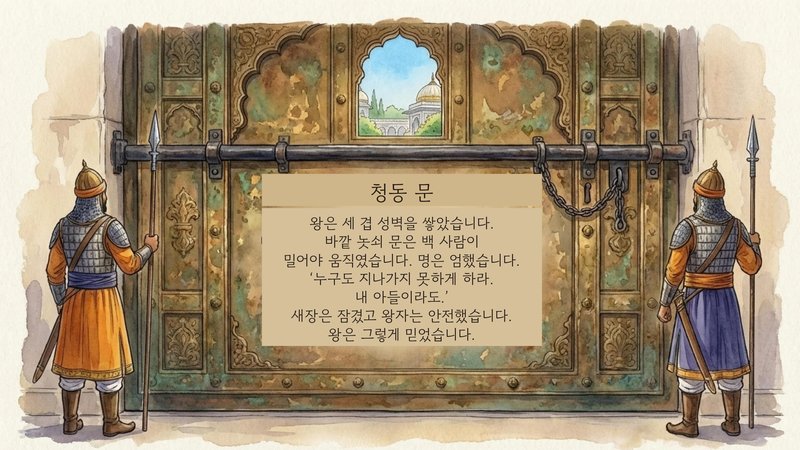 청동 문
왕은 세 겹 성벽을 쌓았습니다.
바깥 놋쇠 문은 백 사람이
밀어야 움직였습니다. 명은 엄했습니다.
‘누구도 지나가지 못하게 하라.
내 아들이라도.’
새장은 잠겼고 왕자는 안전했습니다.
왕은 그렇게 믿었습니다.